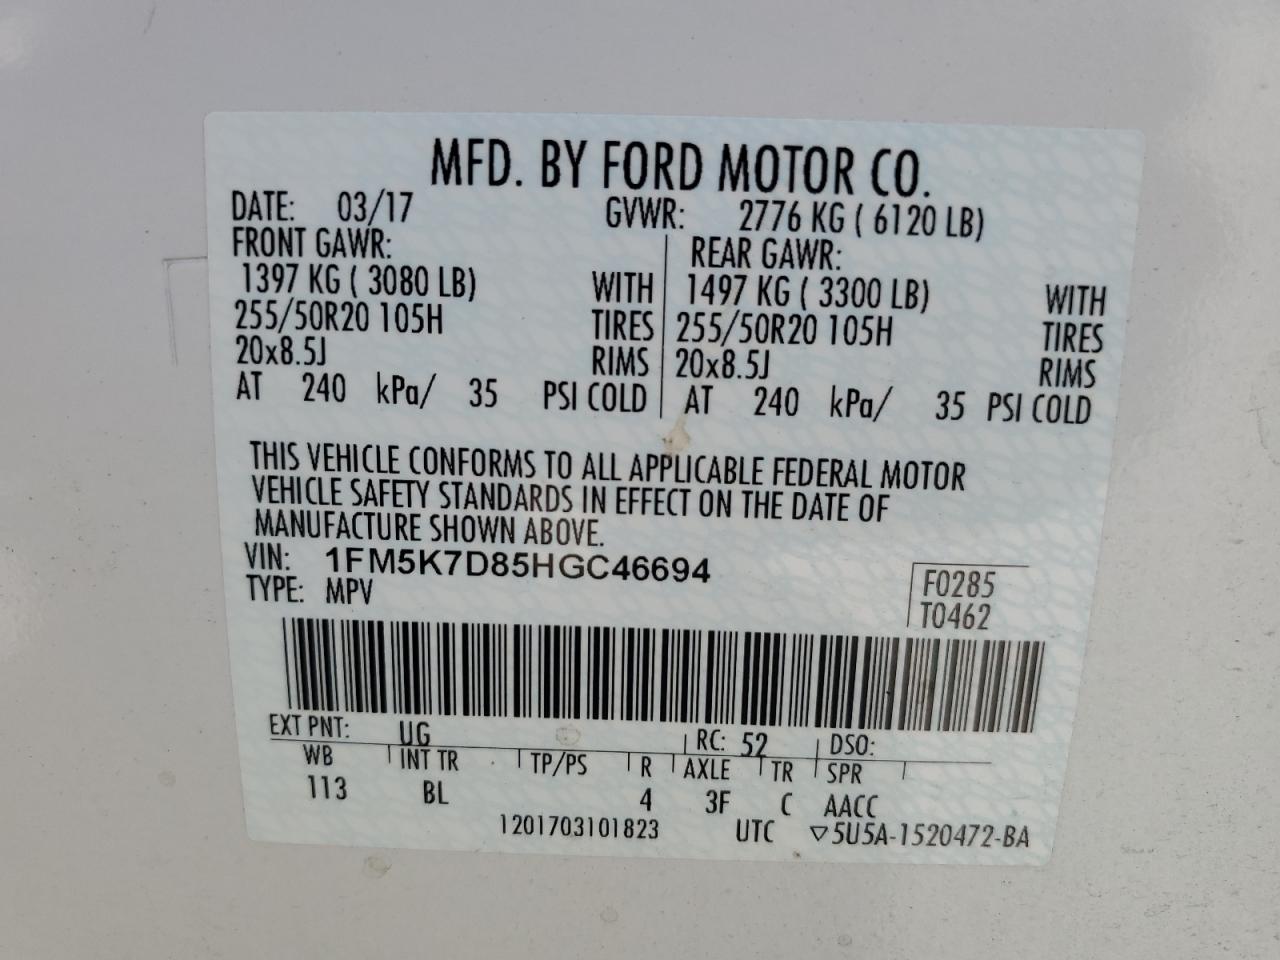 MFD. BY FORD MOTOR CO.
DATE: 03/17 GVWR: 2776 KG ( 6120 LB)
FRONT GAWR: REAR GAWR:
1397 KG ( 3080 LB) WITH 1497 KG ( 3300 LB) WITH
255/50R20 105H TIRES 255/50R20 105H TIRES
20x8.5J RIMS 20x8.5J RIMS
AT 240 kPa/ 35 PSI COLD AT 240 kPa/ 35 PSI COLD
THIS VEHICLE CONFORMS TO ALL APPLICABLE FEDERAL MOTOR
VEHICLE SAFETY STANDARDS IN EFFECT ON THE DATE OF
MANUFACTURE SHOWN ABOVE.
VIN: 1FM5K7D85HGC46694
TYPE: MPV
F0285
T0462
EXT PNT: UG RC: 52 DSO:
WB INT TR TP/PS R AXLE TR SPR
113 BL 4 3F C AACC
1201703101823 UTC ▽5U5A-1520472-BA